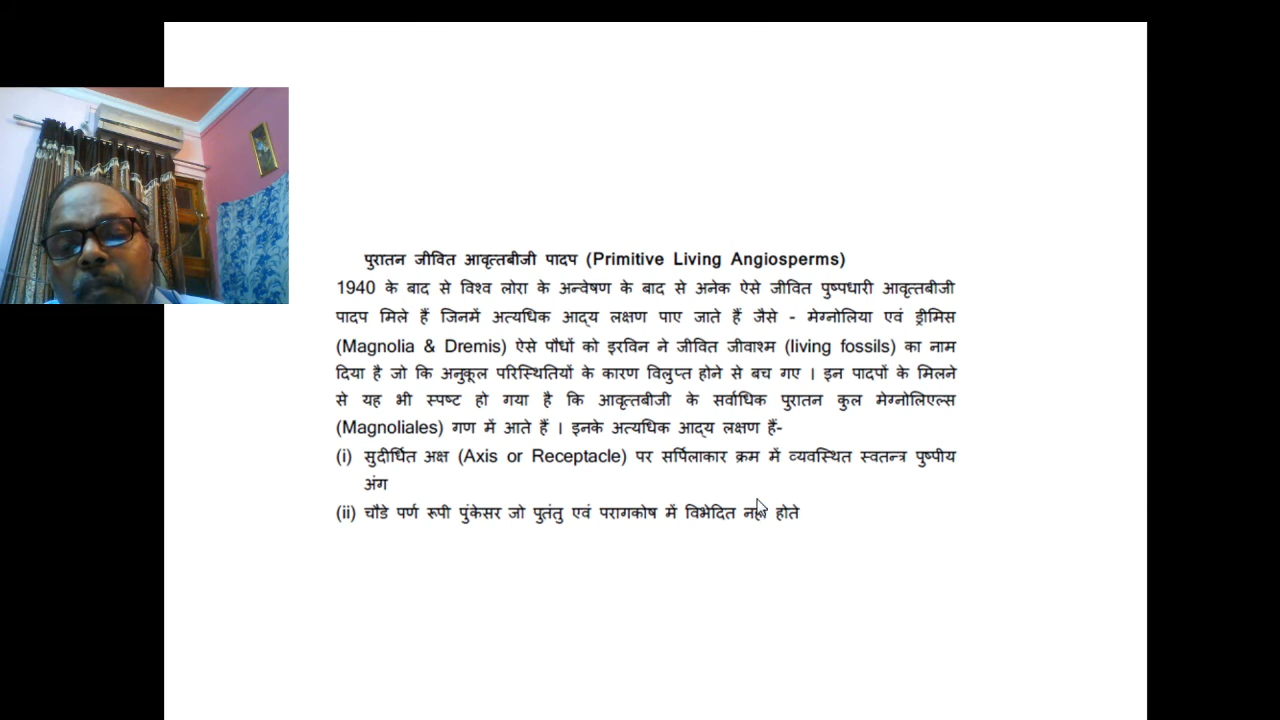 पुरातन जीवित आवृत्तबीजी पादप (Primitive Living Angiosperms)
1940 के बाद से विश्व लोरा के अन्वेषण के बाद से अनेक ऐसे जीवित पुष्पधारी आवृत्तबीजी
पादप मिले हैं जिनमें अत्यधिक आद्य लक्षण पाए जाते हैं जैसे - मेग्नोलिया एवं ड्रीमिस
(Magnolia & Dremis) ऐसे पौधों को इरविन ने जीवित जीवाश्म (living fossils) का नाम
दिया है जो कि अनुकूल परिस्थितियों के कारण विलुप्त होने से बच गए । इन पादपों के मिलने
से यह भी स्पष्ट हो गया है कि आवृत्तबीजी के सर्वाधिक पुरातन कुल मेग्नोलिएल्स
(Magnoliales) गण में आते हैं । इनके अत्यधिक आद्य लक्षण हैं-
(i) सुदीर्घित अक्ष (Axis or Receptacle) पर सर्पिलाकार क्रम में व्यवस्थित स्वतन्त्र पुष्पीय
अंग
(ii) चौडे पर्ण रूपी पुंकेसर जो पुतंतु एवं परागकोष में विभेदित नहीं होते